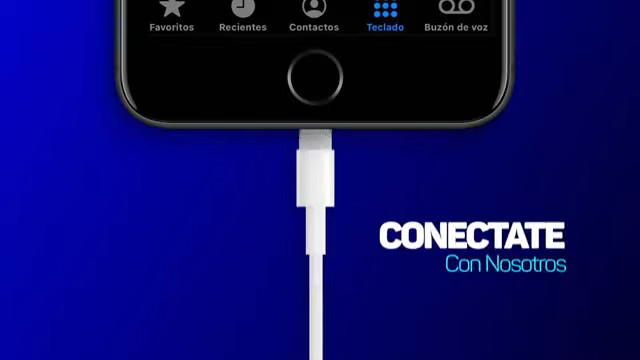 Favoritos Recientes Contactos Teclado Buzón de voz
CONECTATE
Con Nosotros